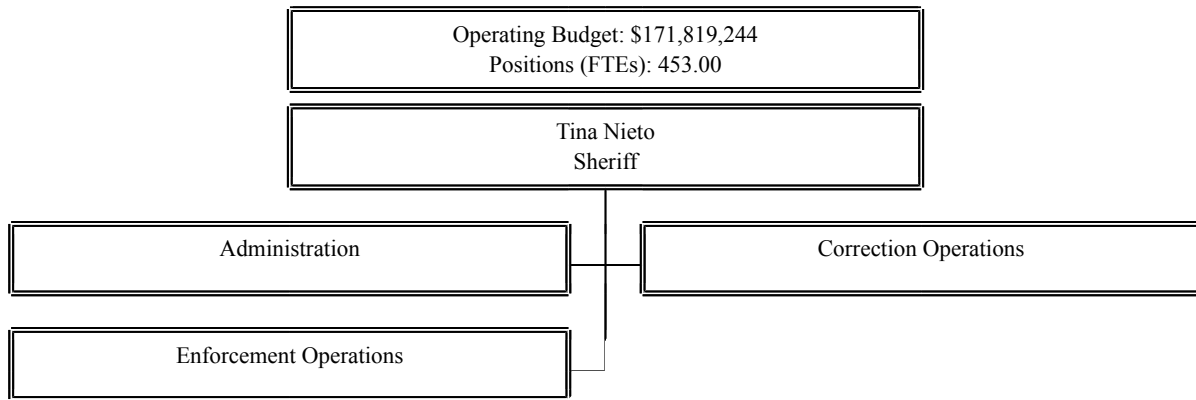 Operating Budget: $171,819,244
Positions (FTEs): 453.00
Tina Nieto
Sheriff
Administration
Correction Operations
Enforcement Operations